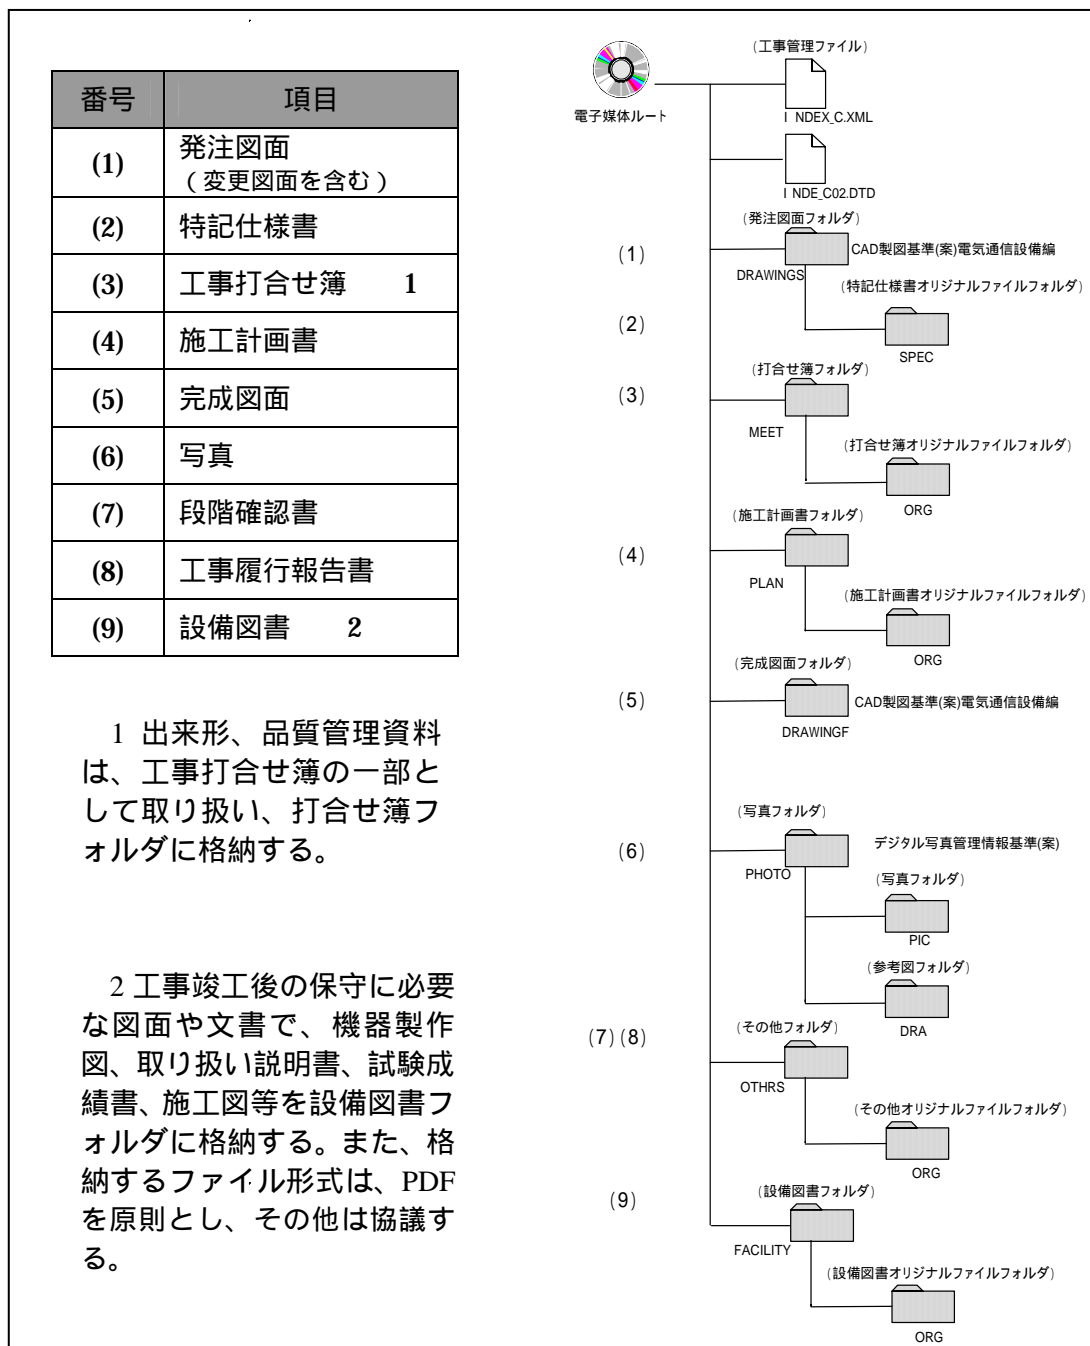 番号 項目
(1) 発注図面
(変更図面を含む)
(2) 特記仕様書
(3) 工事打合せ簿 1
(4) 施工計画書
(5) 完成図面
(6) 写真
(7) 段階確認書
(8) 工事履行報告書
(9) 設備図書 2
1 出来形、品質管理資料
は、工事打合せ簿の一部と
して取り扱い、打合せ簿フ
ォルダに格納する。
2 工事竣工後の保守に必要
な図面や文書で、機器製作
図、取り扱い説明書、試験成
績書、施工図等を設備図書フ
ォルダに格納する。また、格
納するファイル形式は、PDF
を原則とし、その他は協議す
る。
(工事管理ファイル)
電子媒体ルート
I NDEX_C.XML
I NDE_C02.DTD
(発注図面フォルダ)
(1)
CAD製図基準(案)電気通信設備編
DRAWINGS
(特記仕様書オリジナルファイルフォルダ)
(2)
SPEC
(打合せ簿フォルダ)
(3)
MEET
(打合せ簿オリジナルファイルフォルダ)
ORG
(施工計画書フォルダ)
(4)
PLAN
(施工計画書オリジナルファイルフォルダ)
ORG
(完成図面フォルダ)
(5)
CAD製図基準(案)電気通信設備編
DRAWINGF
(写真フォルダ)
(6)
デジタル写真管理情報基準(案)
PHOTO
(写真フォルダ)
PIC
(参考図フォルダ)
DRA
(その他フォルダ)
(7)(8)
OTHRS
(その他オリジナルファイルフォルダ)
ORG
(設備図書フォルダ)
(9)
FACILITY
(設備図書オリジナルファイルフォルダ)
ORG